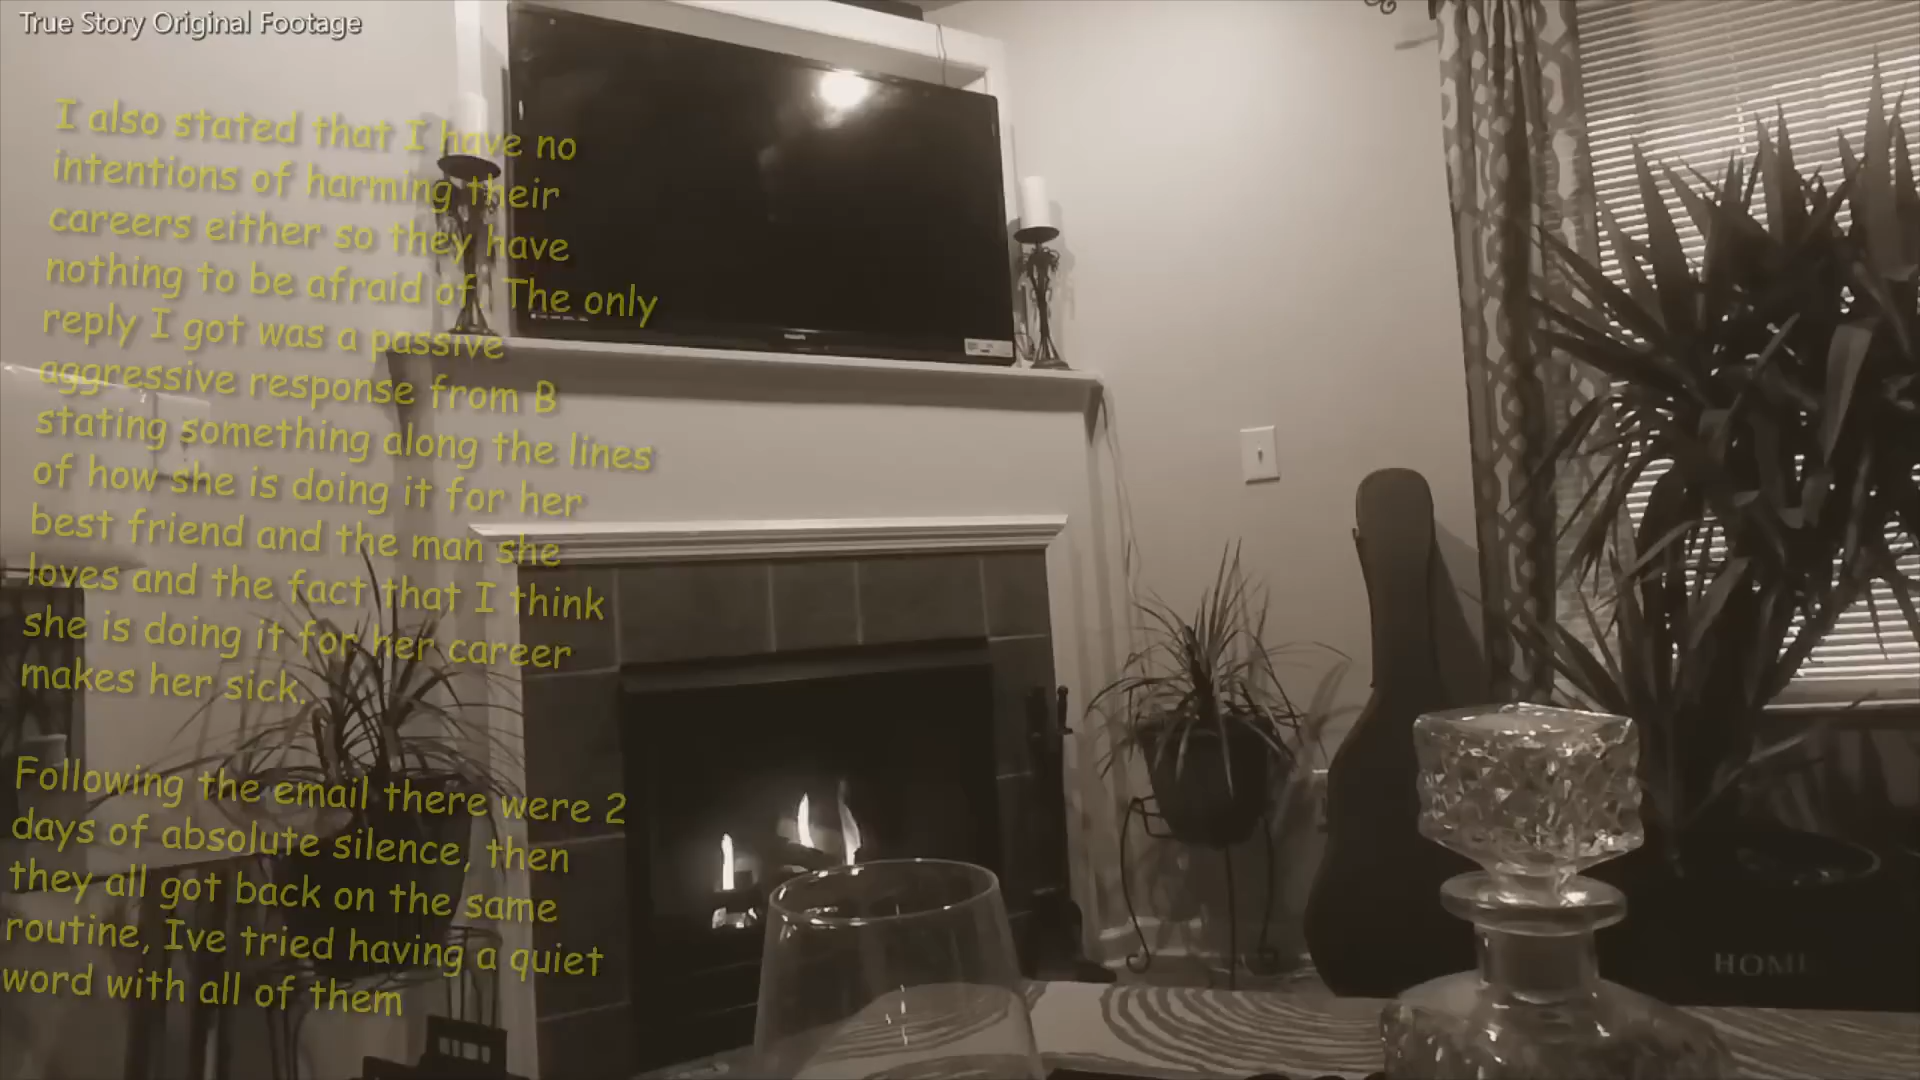 True Story Original Footage
I also stated that I have no
intentions of harming their
careers either so they have
nothing to be afraid of. The only
reply I got was a passive
aggressive response from B
stating something along the lines
of how she is doing it for her
best friend and the man she
loves and the fact that I think
she is doing it for her career
makes her sick.
Following the email there were 2
days of absolute silence, then
they all got back on the same
routine, Ive tried having a quiet
word with all of them
HOME